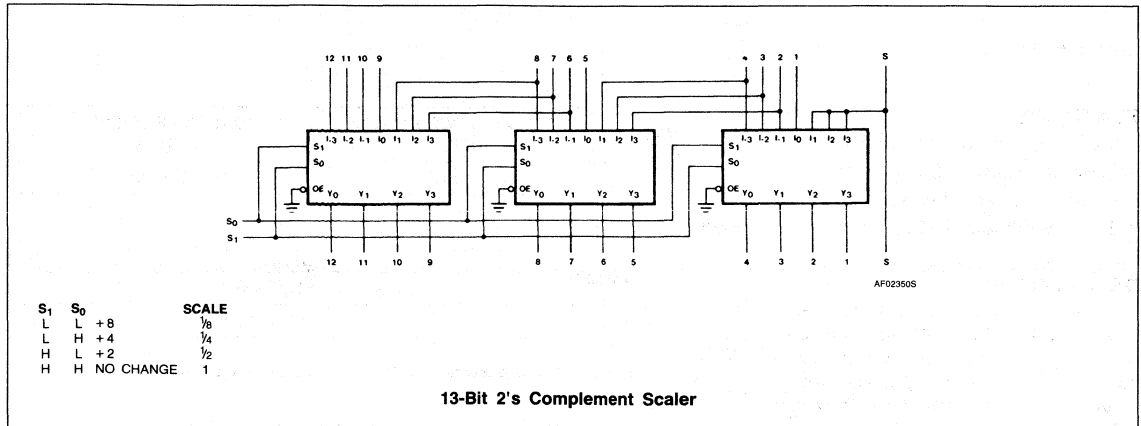 12 11 10 9 8 7 6 5 4 3 2 1 S
I-3 I-2 I-1 I0 I1 I2 I3 I-3 I-2 I-1 I0 I1 I2 I3 I-3 I-2 I-1 I0 I1 I2 I3
S1 S1 S1
S0 S0 S0
OE Y0 Y1 Y2 Y3 OE Y0 Y1 Y2 Y3 OE Y0 Y1 Y2 Y3
S0
S1
12 11 10 9 8 7 6 5 4 3 2 1 S
AF02350S
S1 S0 SCALE
L L +8 1/8
L H +4 1/4
H L +2 1/2
H H NO CHANGE 1
13-Bit 2's Complement Scaler